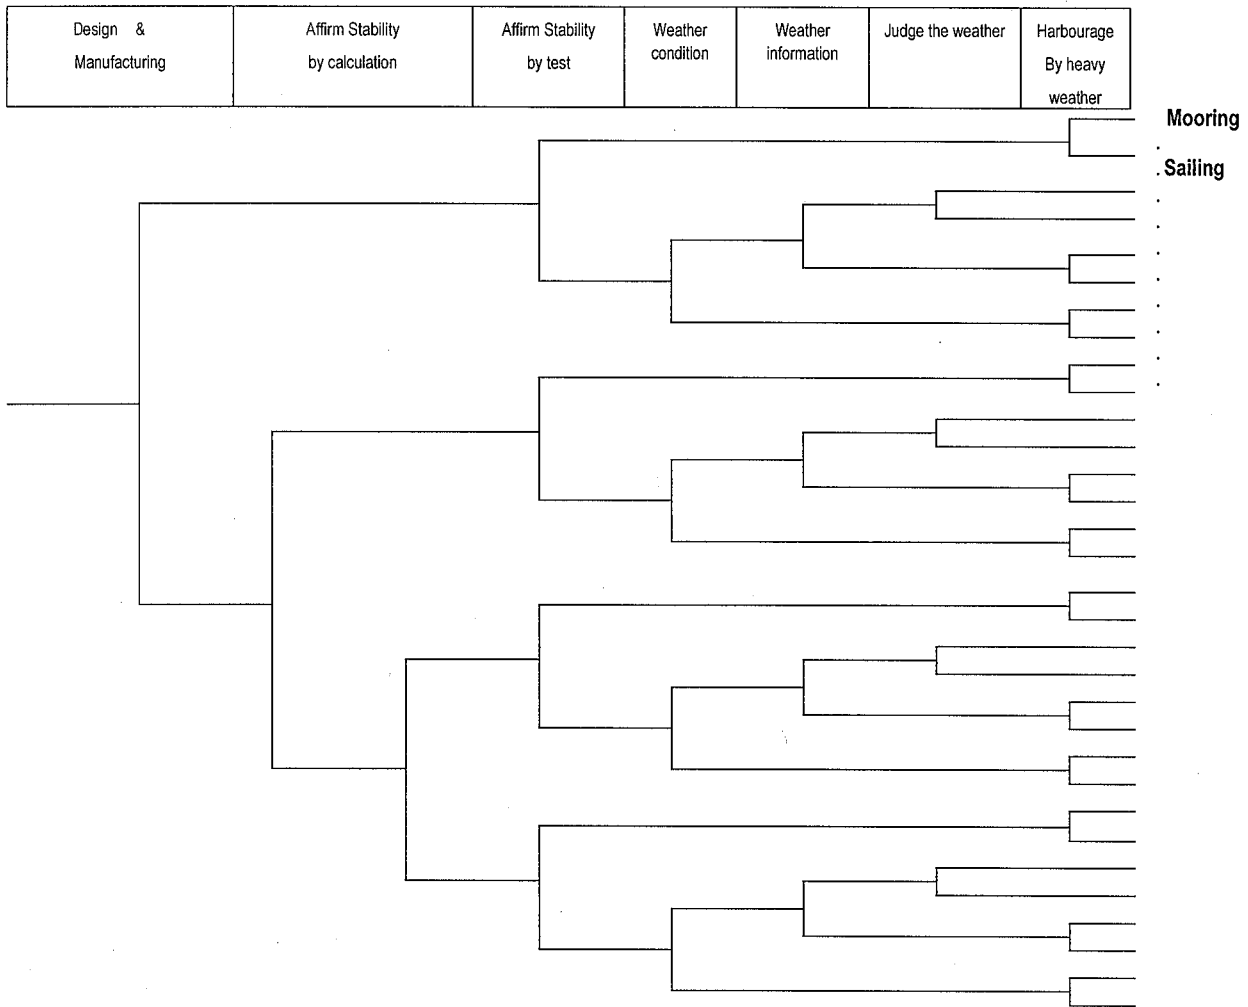 Design &
Manufacturing
Affirm Stability
by calculation
Affirm Stability
by test
Weather
condition
Weather
information
Judge the weather
Harbourage
By heavy
weather
Mooring
Sailing